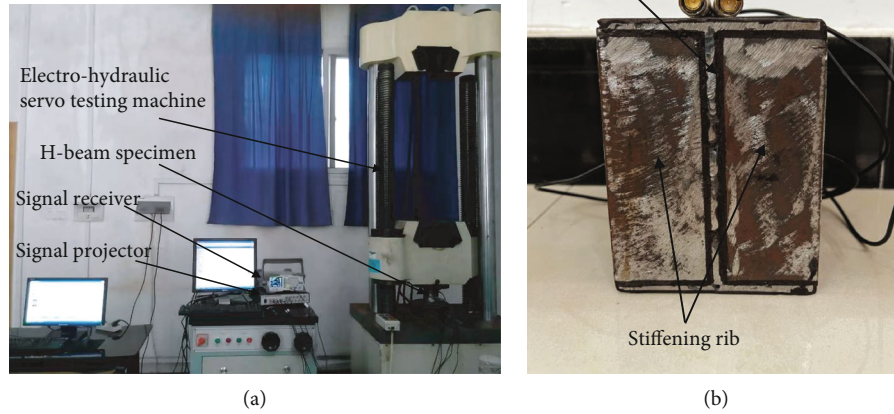 Electro-hydraulic
servo testing machine
H-beam specimen
Signal receiver
Signal projector
Stiffening rib
(a)
(b)